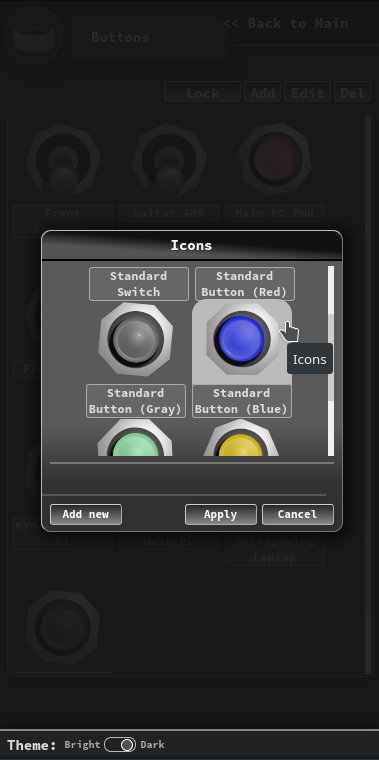 Buttons
<< Back to Main
Lock
Add
Edit
Del
Front
Guitar AMP
Main PC PWR
Icons
Standard
Switch
Standard
Button (Red)
Icons
Standard
Button (Gray)
Standard
Button (Blue)
Add new
Apply
Cancel
Main PC
Retrogaming
Laptop
Theme:
Bright
Dark